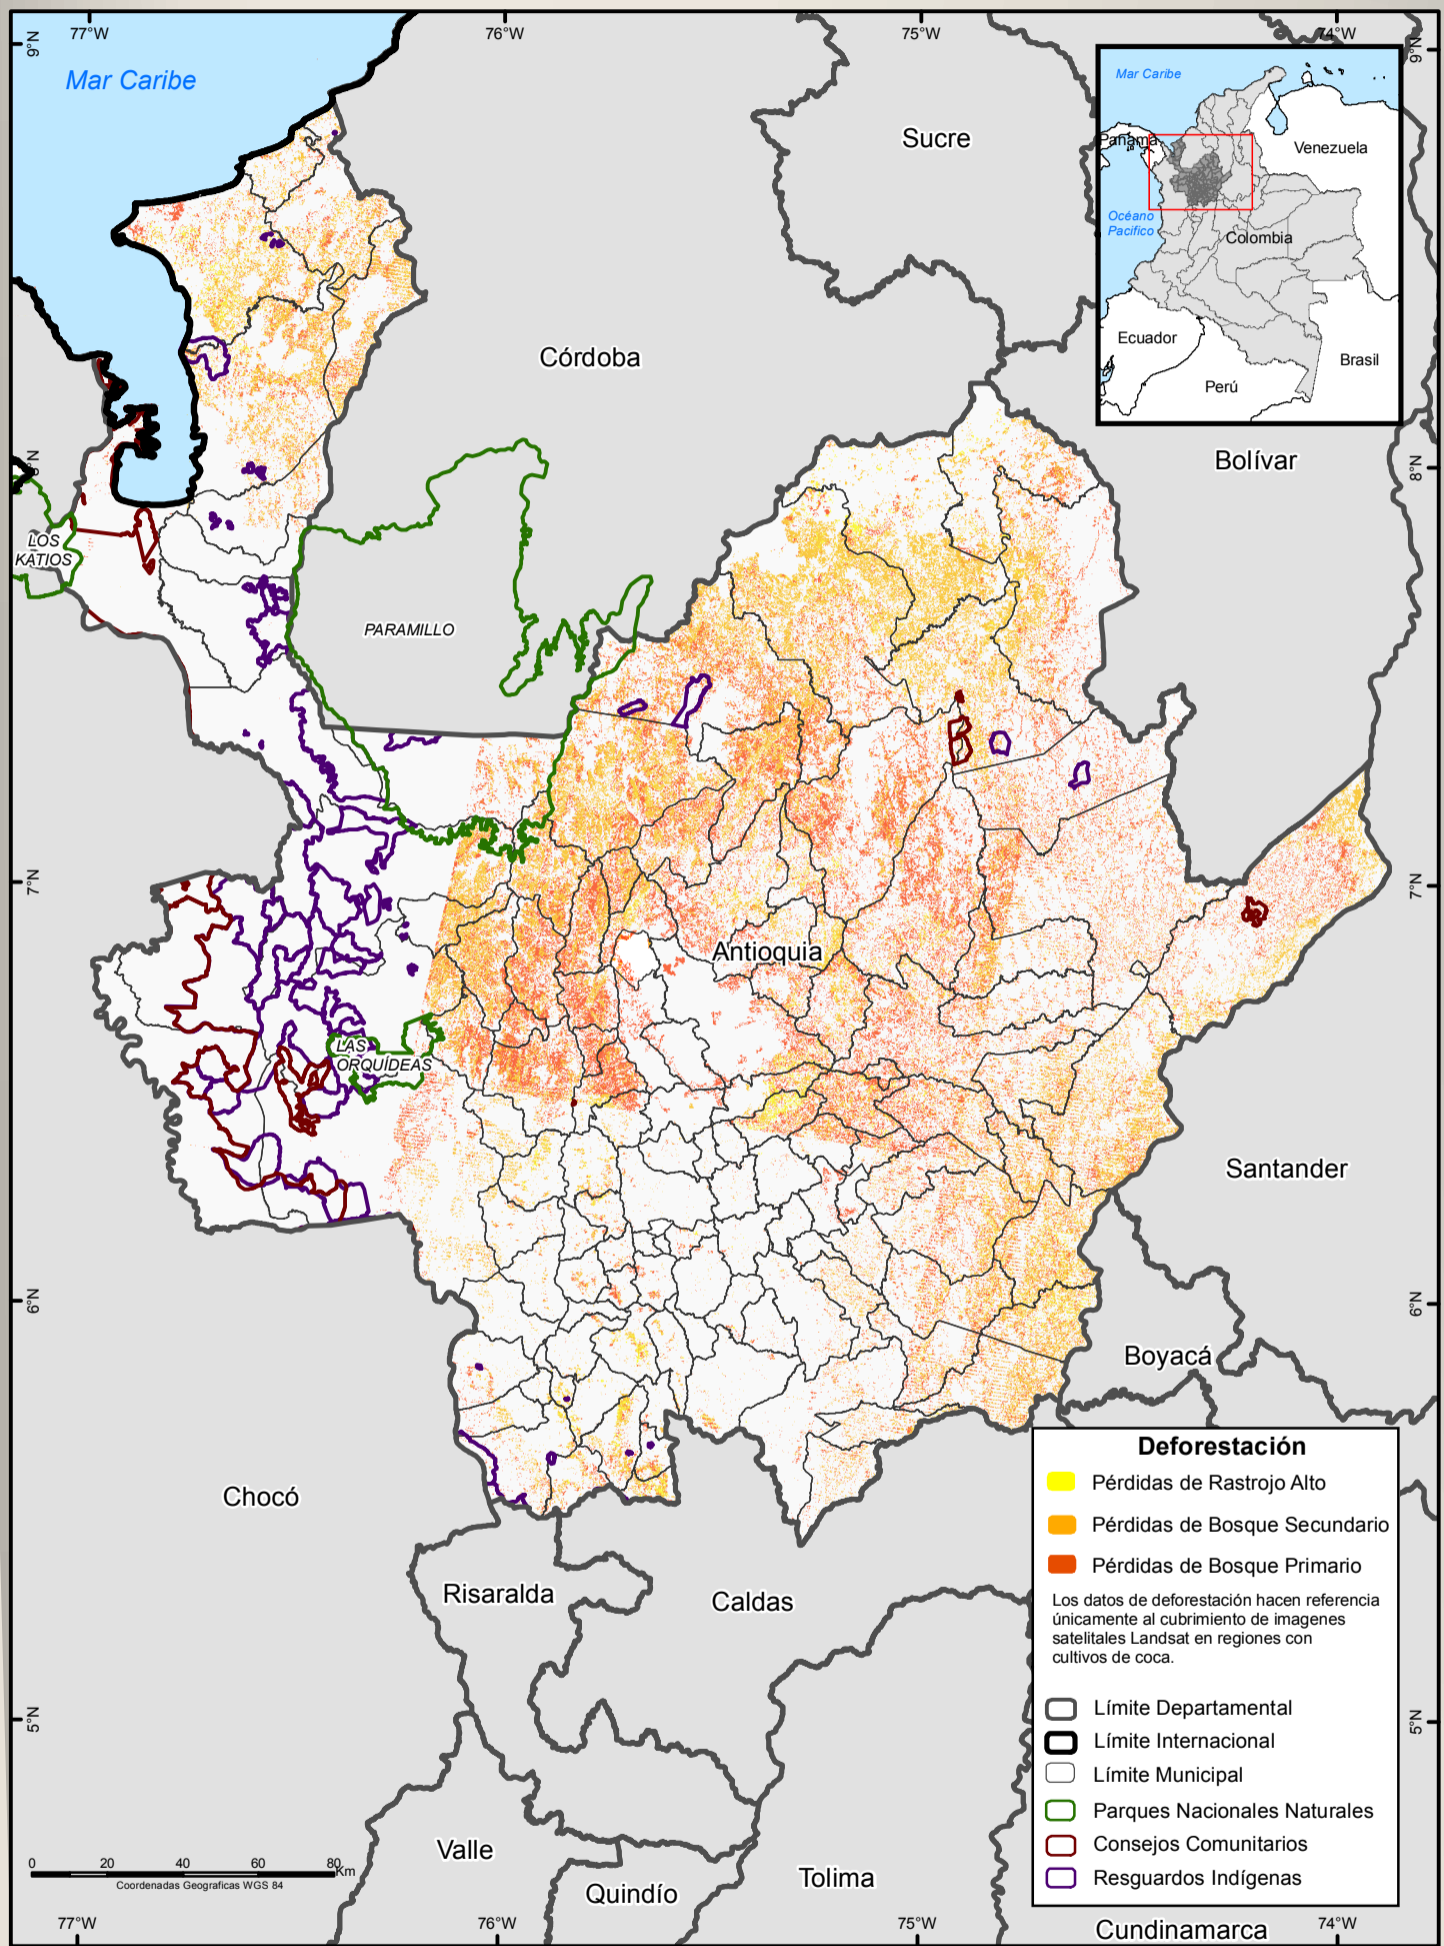 77°W
76°W
75°W
74°W
9°N
9°N
Mar Caribe
Sucre
Mar Caribe
Panamá
Venezuela
Océano
Pacifico
Colombia
Ecuador
Brasil
Perú
Córdoba
Bolívar
8°N
LOS
KATIOS
PARAMILLO
7°N
7°N
Antioquia
LAS
ORQUÍDEAS
Santander
6°N
6°N
Boyacá
Chocó
Risaralda
Caldas
5°N
5°N
Valle
Quindío
Tolima
Cundinamarca
Deforestación
Pérdidas de Rastrojo Alto
Pérdidas de Bosque Secundario
Pérdidas de Bosque Primario
Los datos de deforestación hacen referencia
únicamente al cubrimiento de imagenes
satelitales Landsat en regiones con
cultivos de coca.
Límite Departamental
Límite Internacional
Límite Municipal
Parques Nacionales Naturales
Consejos Comunitarios
Resguardos Indígenas
0 20 40 60 80 Km
Coordenadas Geograficas WGS 84
77°W
76°W
75°W
74°W